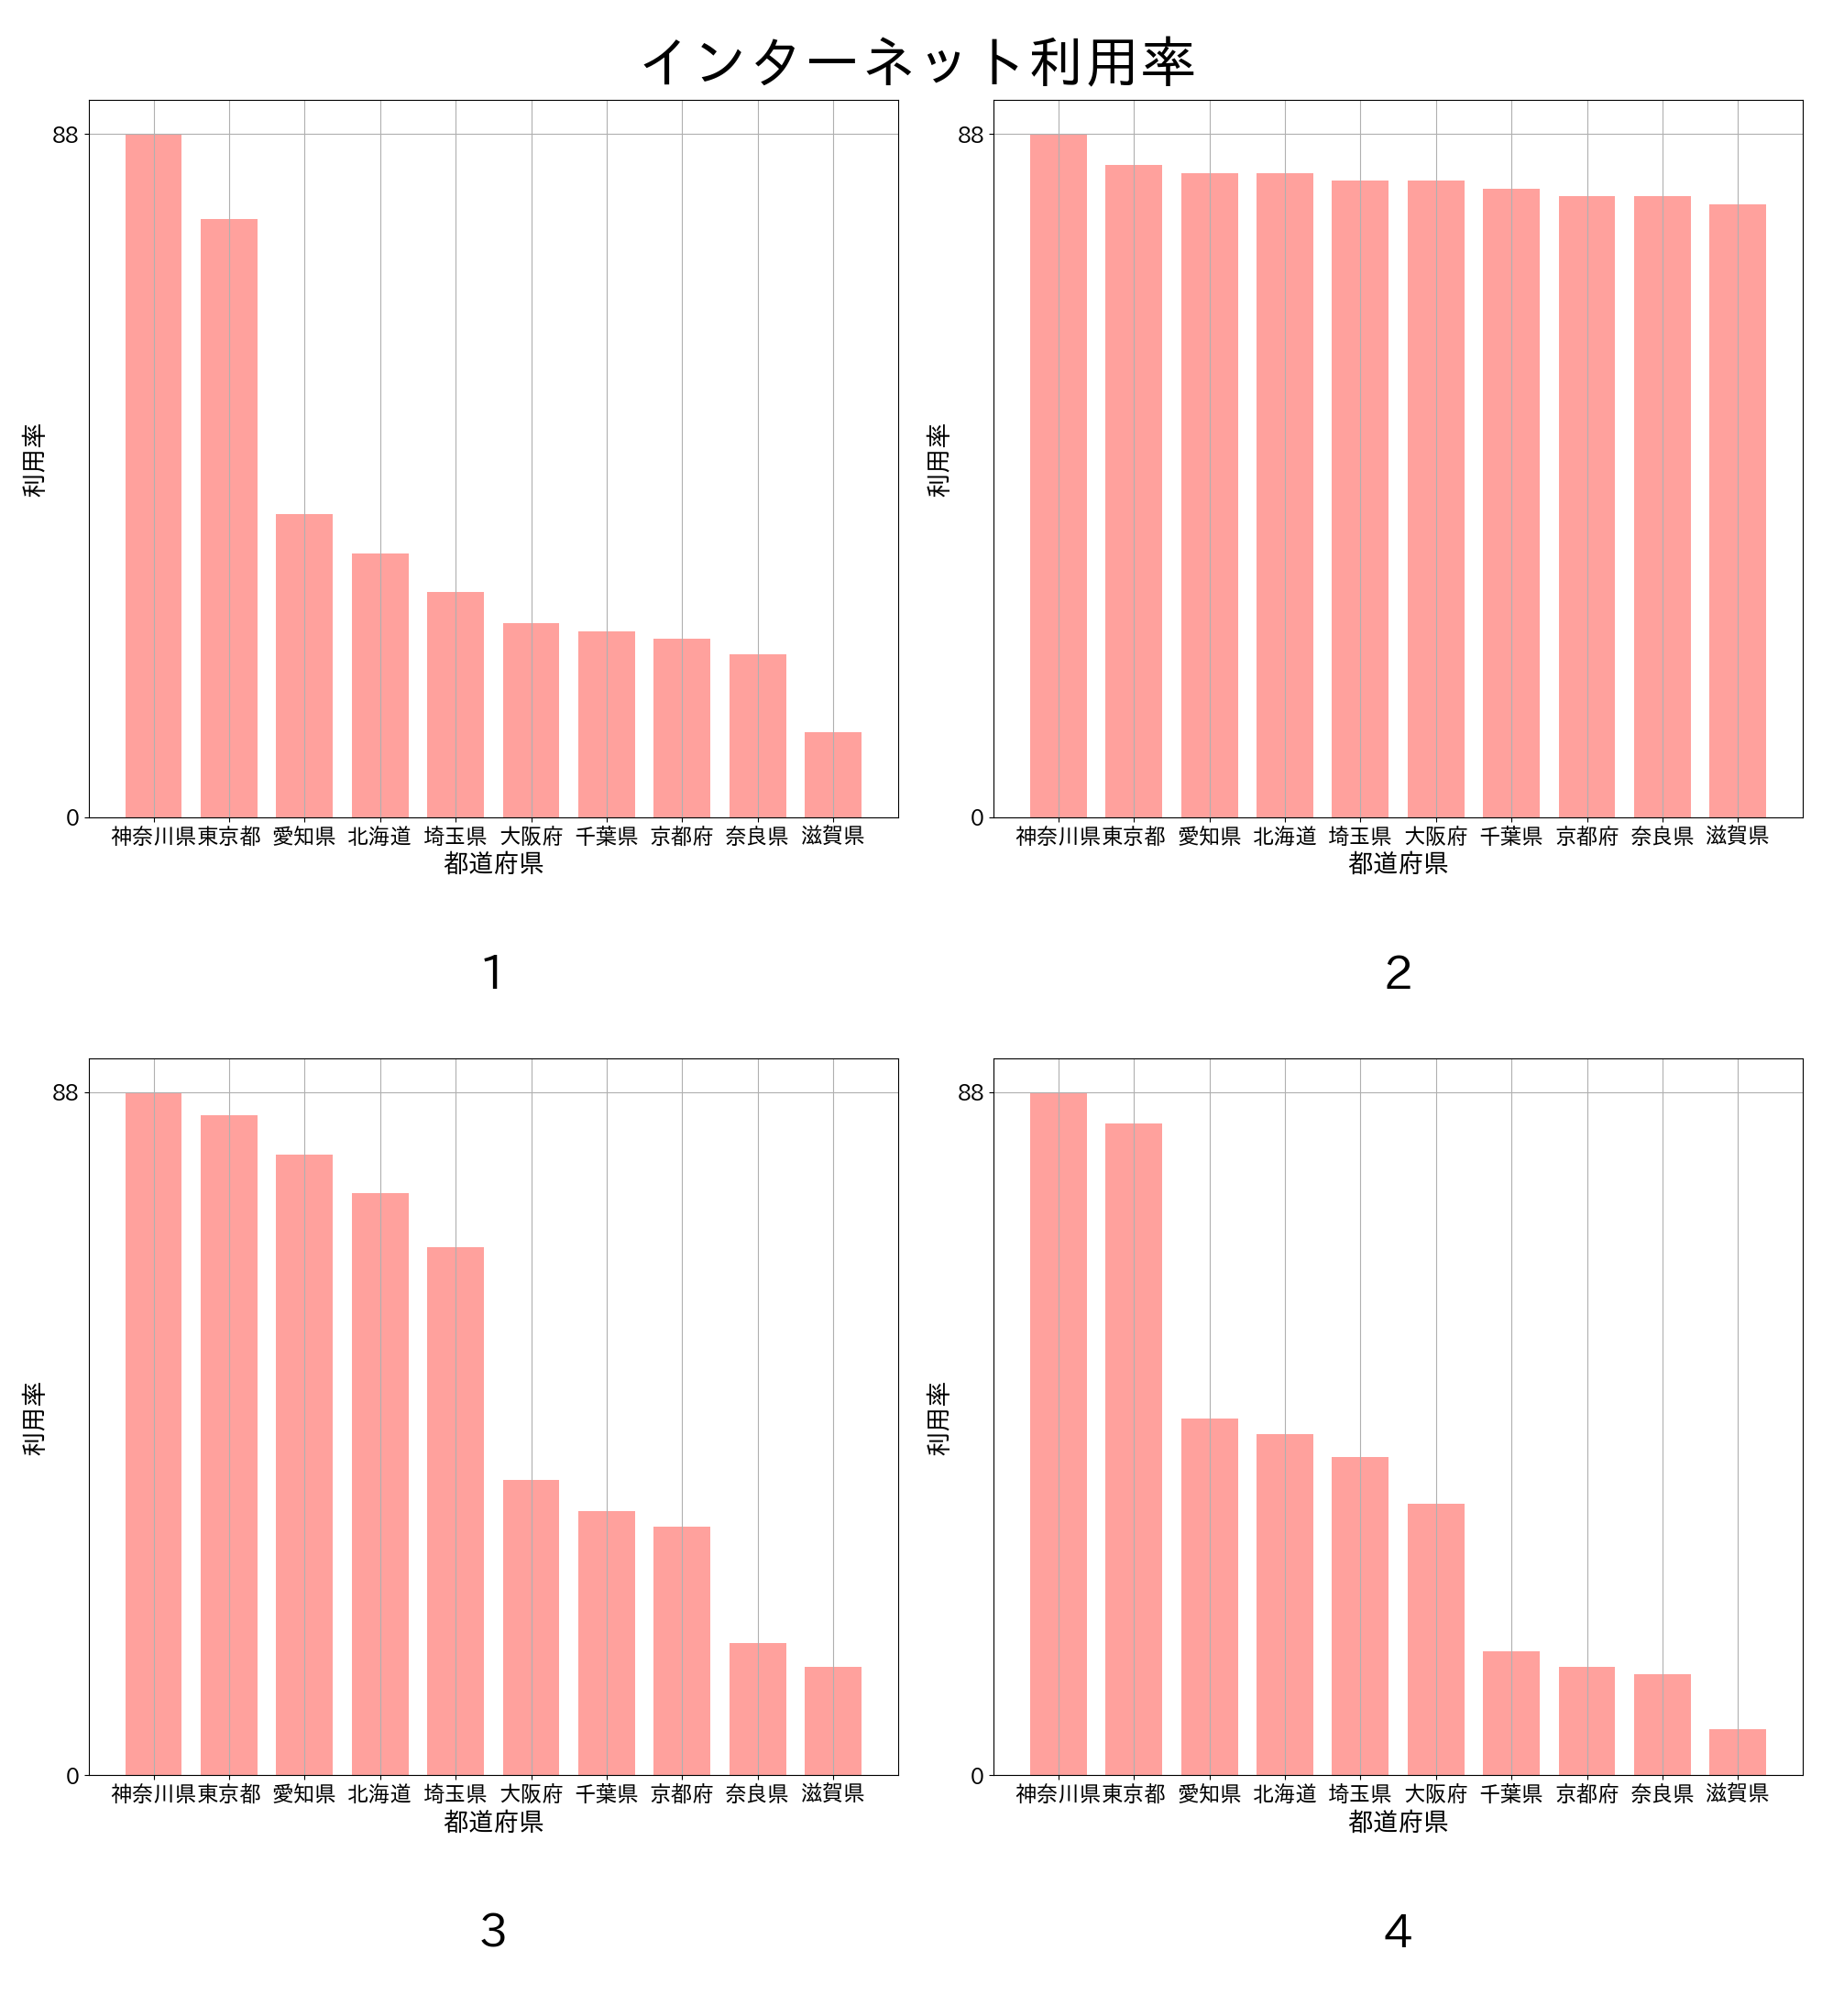 インターネット利用率
88
0
利用率
神奈川県 東京都 愛知県 北海道 埼玉県 大阪府 千葉県 京都府 奈良県 滋賀県
都道府県
1
88
0
利用率
神奈川県 東京都 愛知県 北海道 埼玉県 大阪府 千葉県 京都府 奈良県 滋賀県
都道府県
2
88
0
利用率
神奈川県 東京都 愛知県 北海道 埼玉県 大阪府 千葉県 京都府 奈良県 滋賀県
都道府県
3
88
0
利用率
神奈川県 東京都 愛知県 北海道 埼玉県 大阪府 千葉県 京都府 奈良県 滋賀県
都道府県
4